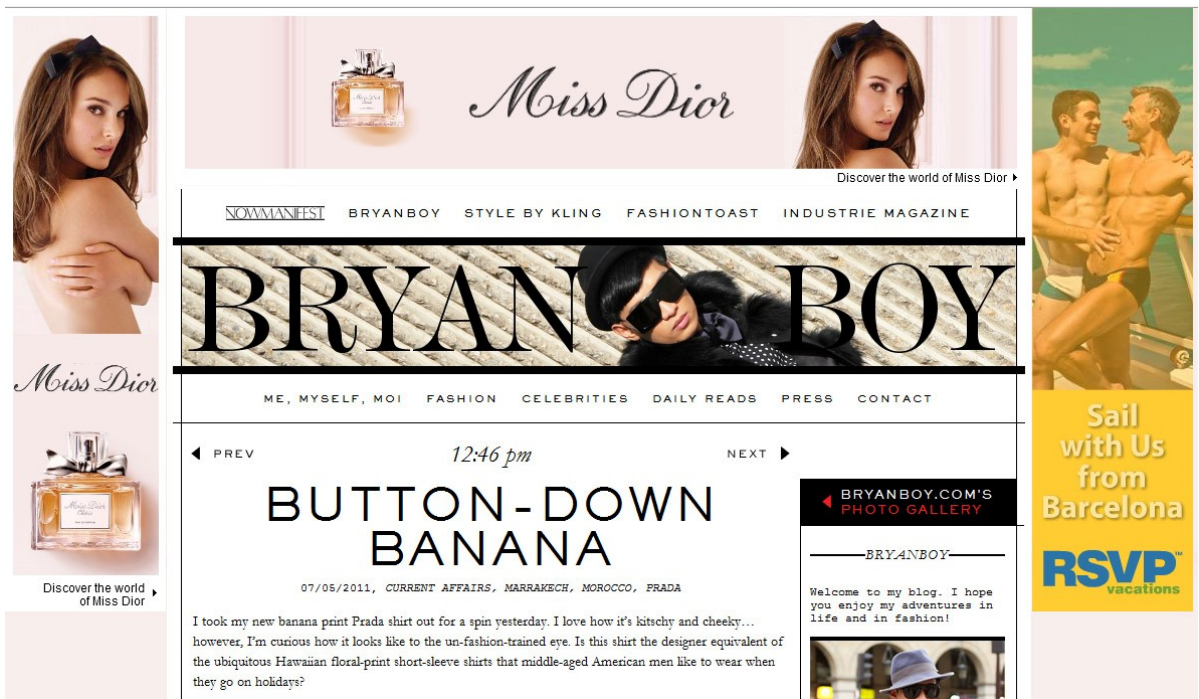 Miss Dior
Discover the world of Miss Dior
NOWMANIFEST BRYANBOY STYLE BY KLING FASHIONTOAST INDUSTRIE MAGAZINE
BRYAN BOY
ME, MYSELF, MOI FASHION CELEBRITIES DAILY READS PRESS CONTACT
PREV 12:46 pm NEXT
BUTTON-DOWN
BANANA
07/05/2011, CURRENT AFFAIRS, MARRAKECH, MOROCCO, PRADA
I took my new banana print Prada shirt out for a spin yesterday. I love how it's kitschy and cheeky…
however, I'm curious how it looks like to the un-fashion-trained eye. Is this shirt the designer equivalent of
the ubiquitous Hawaiian floral-print short-sleeve shirts that middle-aged American men like to wear when
they go on holidays?
Miss Dior
Discover the world
of Miss Dior
BRYANBOY.COM'S
PHOTO GALLERY
BRYANBOY
Welcome to my blog. I hope
you enjoy my adventures in
life and in fashion!
Sail
with Us
from
Barcelona
RSVP™
vacations